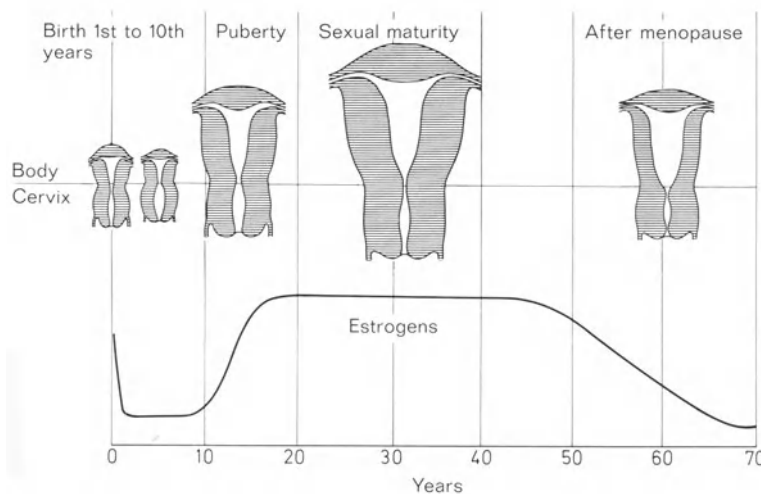 Birth 1st to 10th years
Puberty
Sexual maturity
After menopause
Body
Cervix
Estrogens
0 10 20 30 40 50 60 70
Years